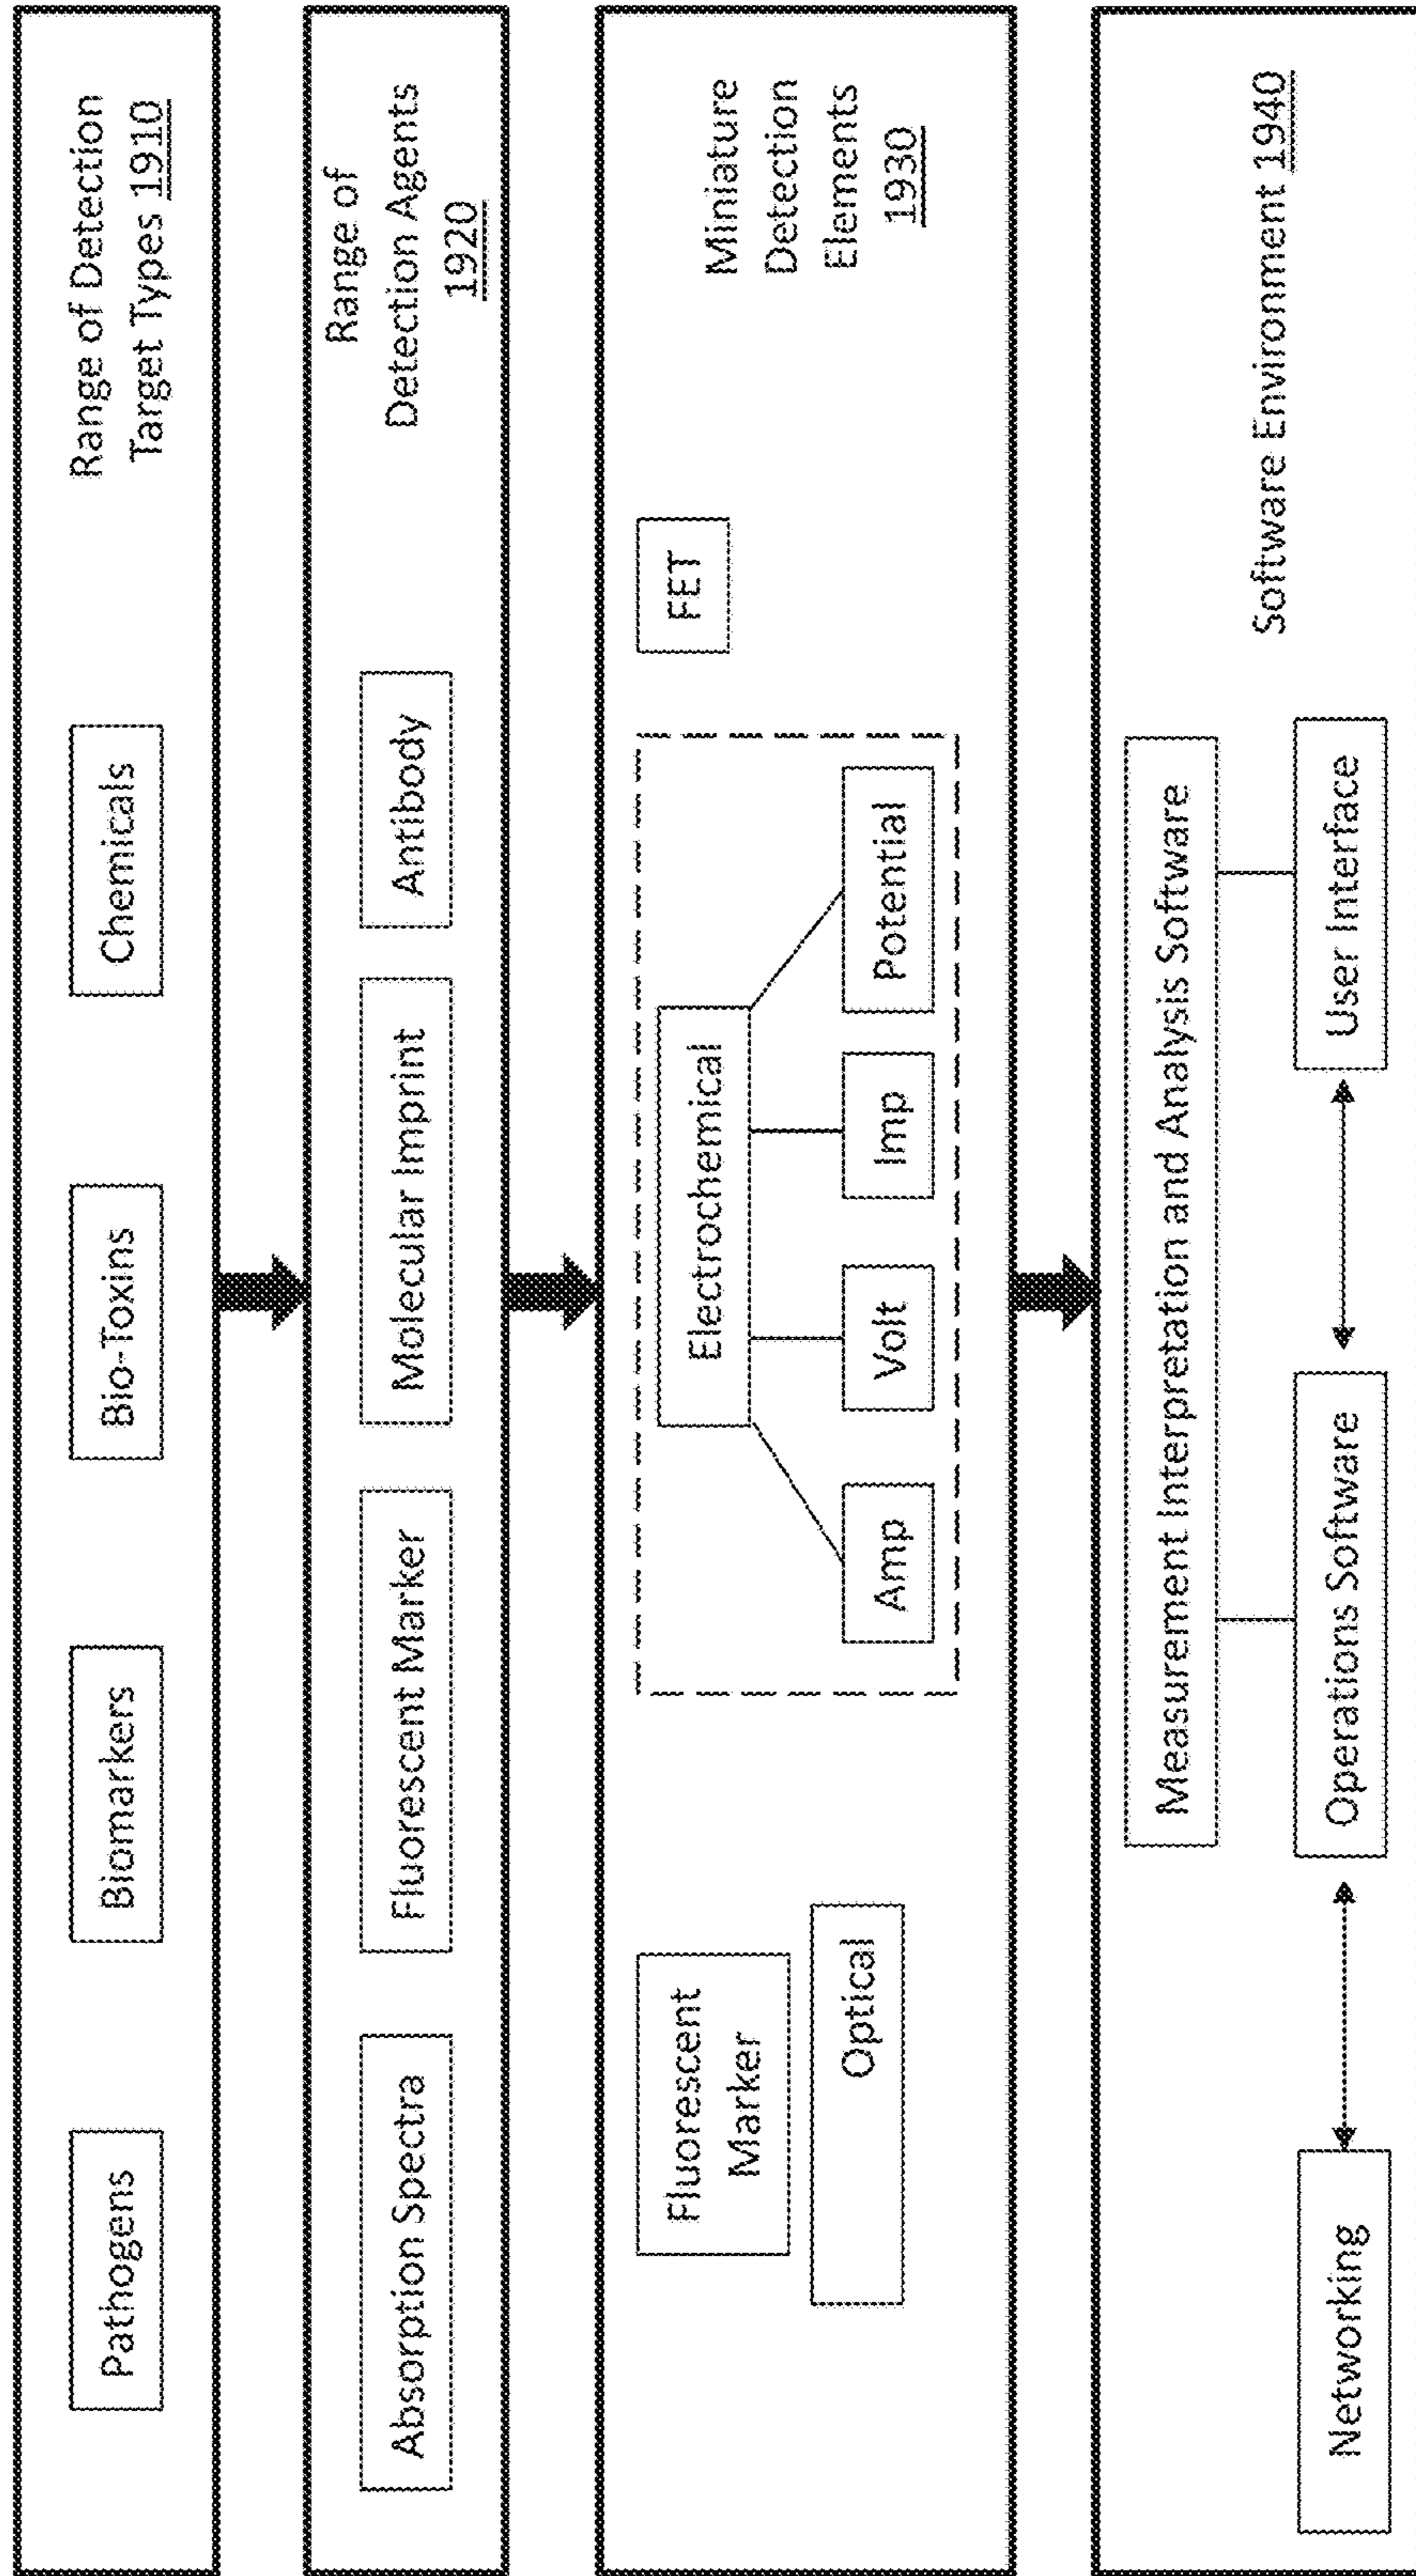 Pathogens
Biomarkers
Bio-Toxins
Chemicals
Range of Detection
Target Types 1910
Absorption Spectra
Fluorescent Marker
Molecular Imprint
Antibody
Range of
Detection Agents
1920
Fluorescent
Marker
Optical
Electrochemical
Amp
Volt
Imp
Potential
FET
Miniature
Detection
Elements
1930
Measurement Interpretation and Analysis Software
Networking
Operations Software
User Interface
Software Environment 1940